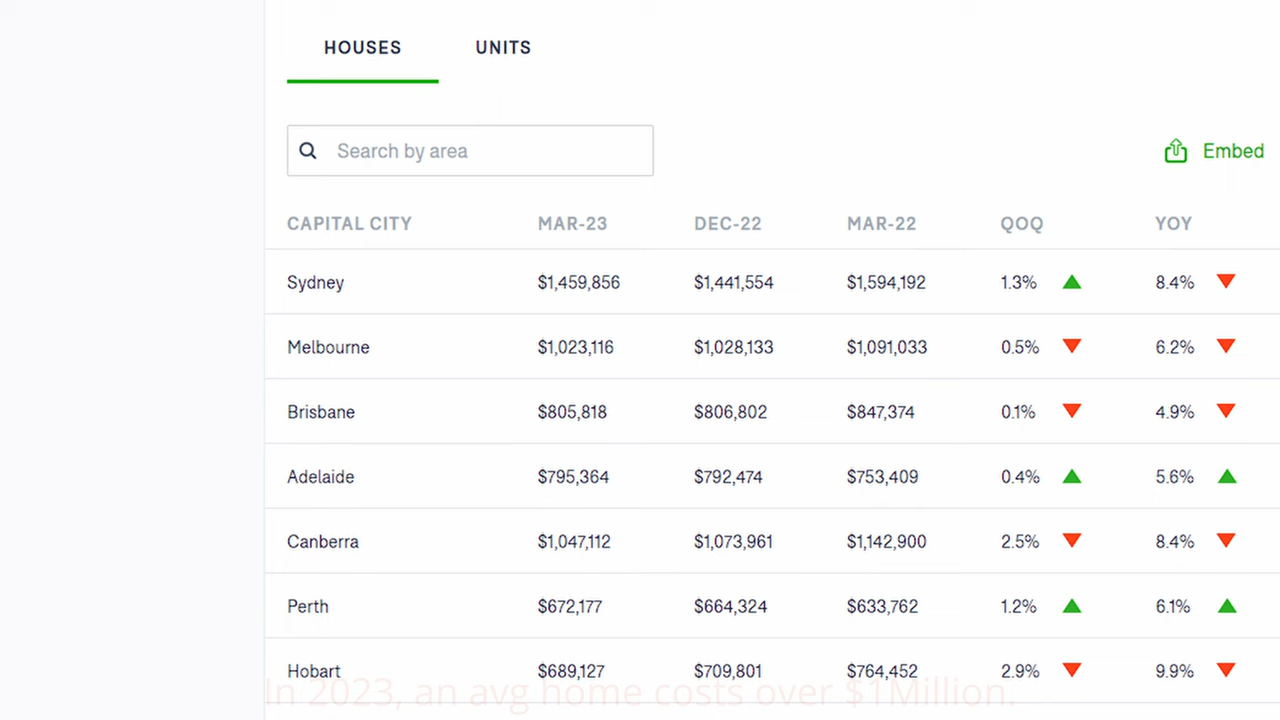 HOUSES UNITS
Search by area Embed
CAPITAL CITY MAR-23 DEC-22 MAR-22 QOQ YOY
Sydney $1,459,856 $1,441,554 $1,594,192 1.3% 8.4%
Melbourne $1,023,116 $1,028,133 $1,091,033 0.5% 6.2%
Brisbane $805,818 $806,802 $847,374 0.1% 4.9%
Adelaide $795,364 $792,474 $753,409 0.4% 5.6%
Canberra $1,047,112 $1,073,961 $1,142,900 2.5% 8.4%
Perth $672,177 $664,324 $633,762 1.2% 6.1%
Hobart $689,127 $709,801 $764,452 2.9% 9.9%
In 2023, an avg home costs over $1Million.